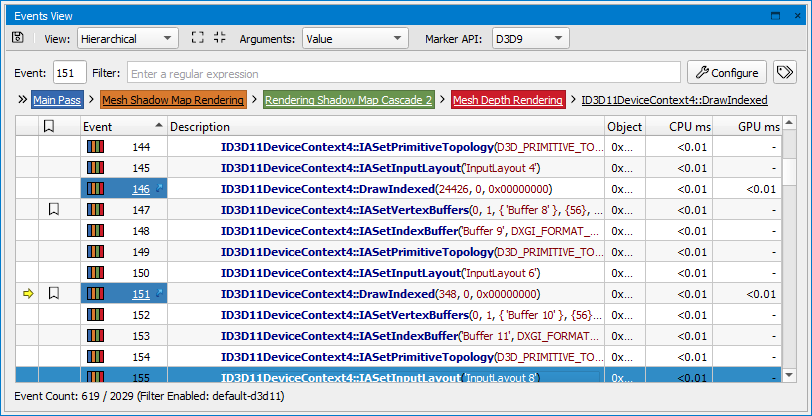 Events View
View: Hierarchical Arguments: Value Marker API: D3D9
Event: 151 Filter: Enter a regular expression Configure
Main Pass > Mesh Shadow Map Rendering > Rendering Shadow Map Cascade 2 > Mesh Depth Rendering > ID3D11DeviceContext4::DrawIndexed
Event Description Object CPU ms GPU ms
144 ID3D11DeviceContext4::IASetPrimitiveTopology(D3D_PRIMITIVE_TO... 0x... <0.01 -
145 ID3D11DeviceContext4::IASetInputLayout('InputLayout 4') 0x... <0.01 -
146 ID3D11DeviceContext4::DrawIndexed(24426, 0, 0x00000000) 0x... <0.01 <0.01
147 ID3D11DeviceContext4::IASetVertexBuffers(0, 1, { 'Buffer 8' }, {56}, ... 0x... <0.01 -
148 ID3D11DeviceContext4::IASetIndexBuffer('Buffer 9', DXGI_FORMAT_... 0x... <0.01 -
149 ID3D11DeviceContext4::IASetPrimitiveTopology(D3D_PRIMITIVE_TO... 0x... <0.01 -
150 ID3D11DeviceContext4::IASetInputLayout('InputLayout 6') 0x... <0.01 -
151 ID3D11DeviceContext4::DrawIndexed(348, 0, 0x00000000) 0x... <0.01 <0.01
152 ID3D11DeviceContext4::IASetVertexBuffers(0, 1, { 'Buffer 10' }, {56}... 0x... <0.01 -
153 ID3D11DeviceContext4::IASetIndexBuffer('Buffer 11', DXGI_FORMAT... 0x... <0.01 -
154 ID3D11DeviceContext4::IASetPrimitiveTopology(D3D_PRIMITIVE_TO... 0x... <0.01 -
155 ID3D11DeviceContext4::IASetInputLayout('InputLayout 8') 0x... <0.01 -
Event Count: 619 / 2029 (Filter Enabled: default-d3d11)